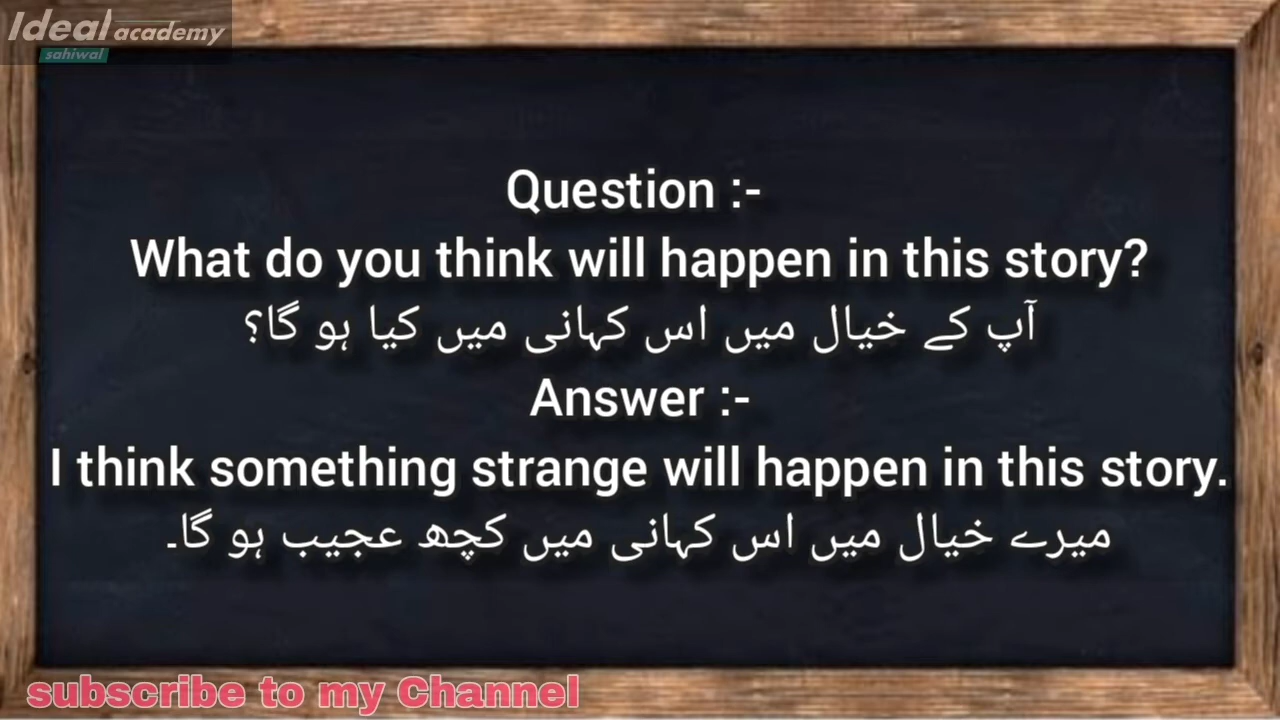 Ideal academy
sahiwal
Question :-
What do you think will happen in this story?
آپ کے خیال میں اس کہانی میں کیا ہو گا؟
Answer :-
I think something strange will happen in this story.
میرے خیال میں اس کہانی میں کچھ عجیب ہو گا۔
subscribe to my Channel